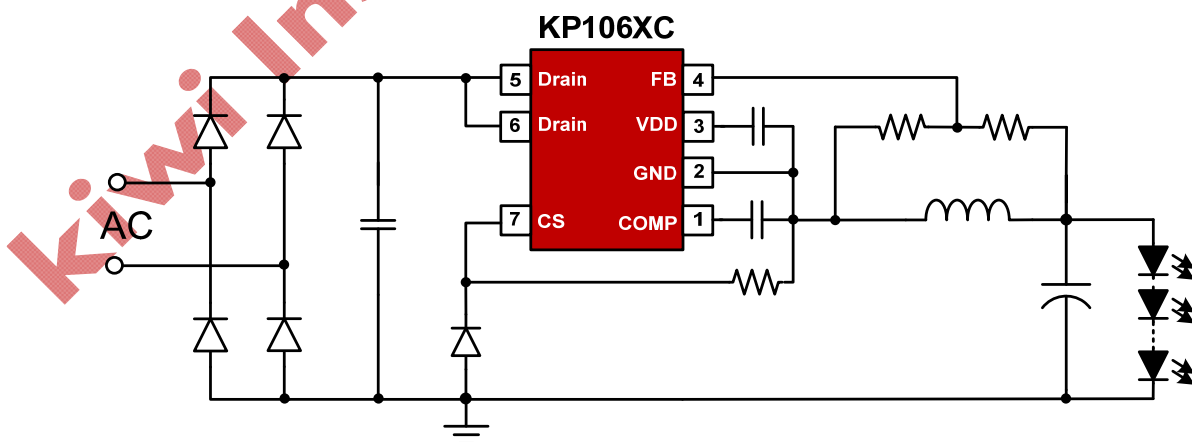 KP106XC
5 Drain FB 4
6 Drain VDD 3
GND 2
7 CS COMP 1
AC
kiwi In